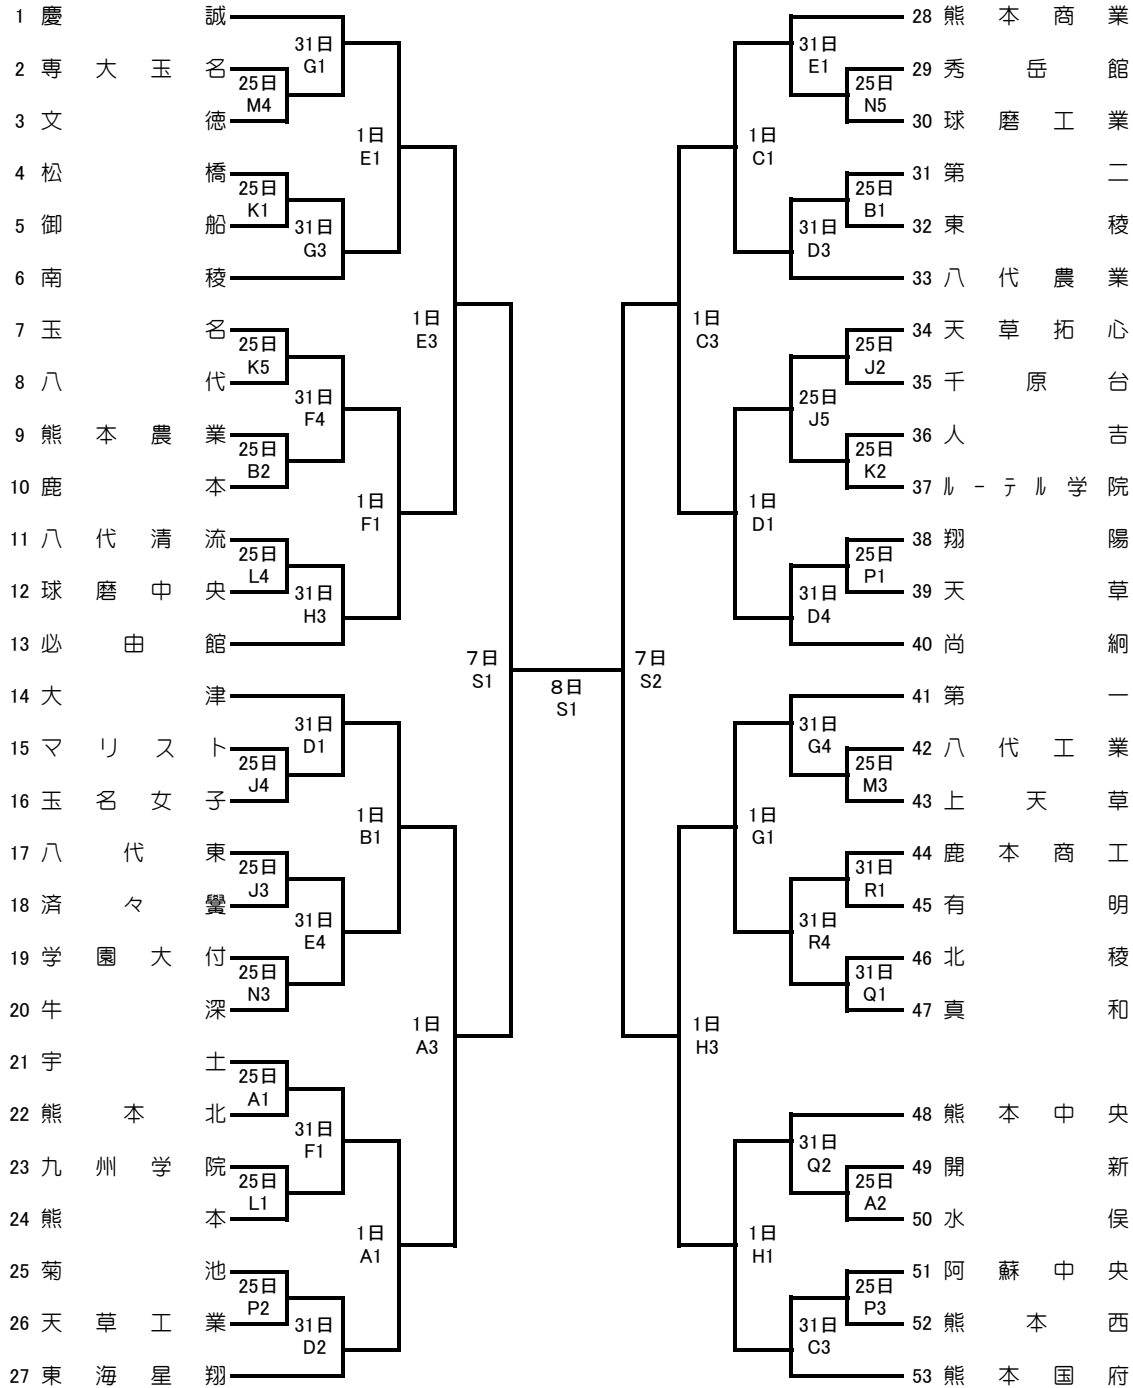 1 慶誠
2 専大玉名
3 文徳
4 松橋
5 御船
6 南稜
7 玉名
8 八代
9 熊本農業
10 鹿本
11 八代清流
12 球磨中央
13 必由館
14 大津
15 マリスト
16 玉名女子
17 八代東
18 済々黌
19 学園大付
20 牛深
21 宇土
22 熊本北
23 九州学院
24 熊本
25 菊池
26 天草工業
27 東海星翔
25日
M4
25日
K1
25日
K5
25日
B2
25日
L4
25日
J4
25日
J3
25日
N3
25日
A1
25日
L1
25日
P2
31日
G1
31日
G3
31日
F4
31日
H3
31日
D1
31日
E4
31日
F1
31日
D2
1日
E1
1日
F1
1日
B1
1日
A1
1日
E3
1日
A3
7日
S1
8日
S1
7日
S2
1日
C3
1日
H3
1日
C1
1日
D1
1日
G1
1日
H1
31日
E1
31日
D3
25日
J5
31日
D4
31日
G4
31日
R4
31日
Q2
31日
C3
25日
N5
25日
B1
25日
J2
25日
K2
25日
P1
25日
M3
31日
R1
31日
Q1
25日
A2
25日
P3
28 熊本商業
29 秀岳館
30 球磨工業
31 第二
32 東稜
33 八代農業
34 天草拓心
35 千原台
36 人吉
37 ﾙｰﾃﾙ学院
38 翔陽
39 天草
40 尚絅
41 第一
42 八代工業
43 上天草
44 鹿本商工
45 有明
46 北稜
47 真和
48 熊本中央
49 開新
50 水俣
51 阿蘇中央
52 熊本西
53 熊本国府